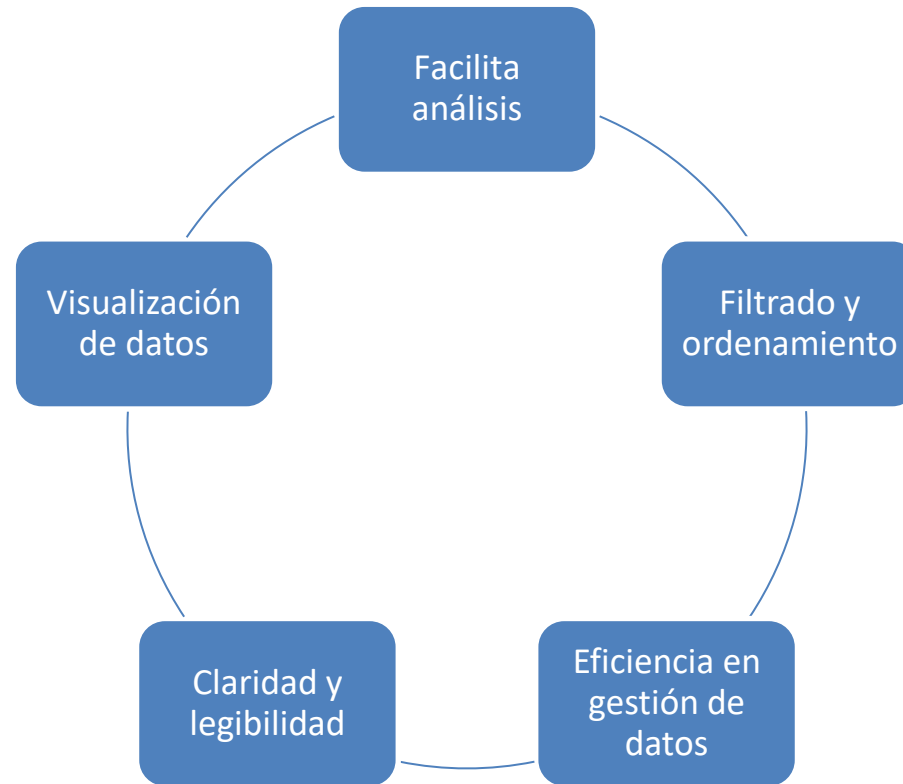 Facilita
análisis
Filtrado y
ordenamiento
Eficiencia en
gestión de
datos
Claridad y
legibilidad
Visualización
de datos